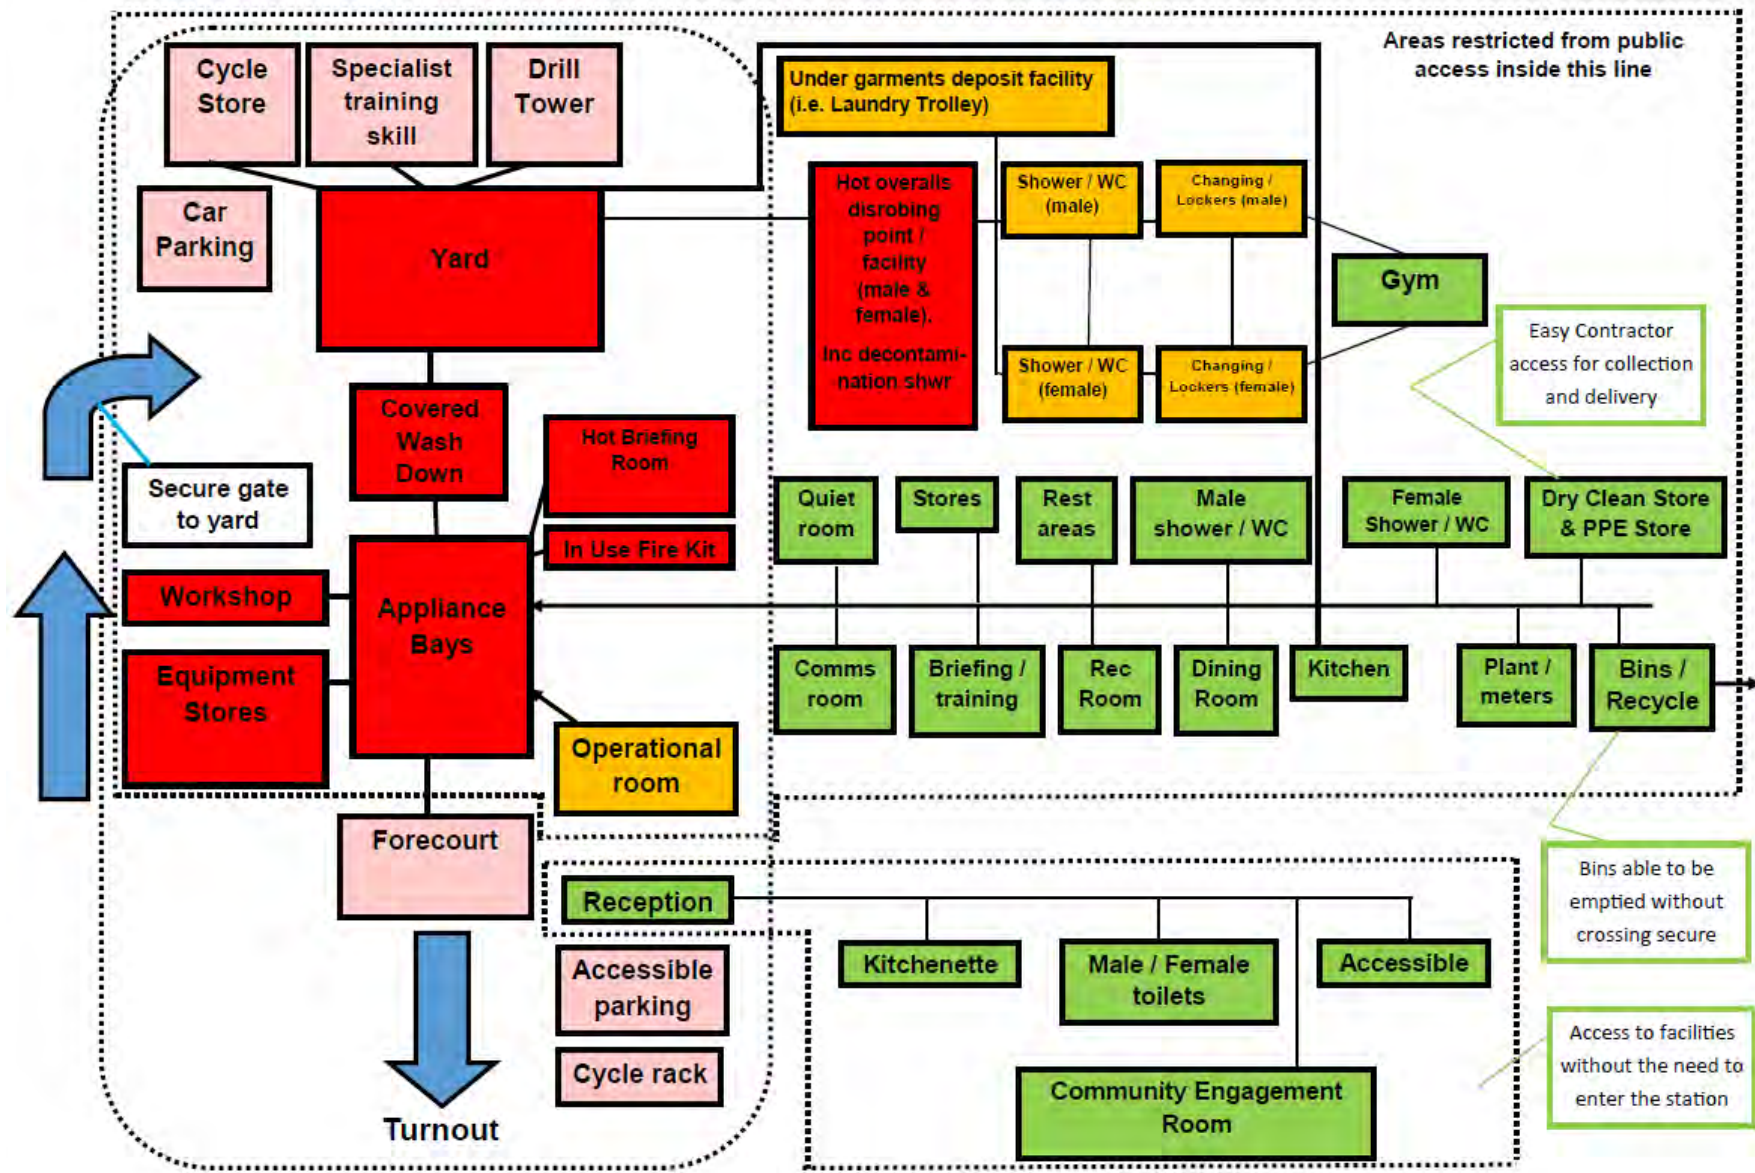 Areas restricted from public
access inside this line
Cycle
Store
Specialist
training
skill
Drill
Tower
Under garments deposit facility
(i.e. Laundry Trolley)
Car
Parking
Yard
Hot overalls
disrobing
point /
facility
(male &
female).
Inc decontami-
nation shwr
Shower / WC
(male)
Changing /
Lockers (male)
Gym
Shower / WC
(female)
Changing /
Lockers (female)
Easy Contractor
access for collection
and delivery
Covered
Wash
Down
Hot Briefing
Room
In Use Fire Kit
Secure gate
to yard
Quiet
room
Stores
Rest
areas
Male
shower / WC
Female
Shower / WC
Dry Clean Store
& PPE Store
Workshop
Appliance
Bays
Equipment
Stores
Operational
room
Comms
room
Briefing /
training
Rec
Room
Dining
Room
Kitchen
Plant /
meters
Bins /
Recycle
Forecourt
Bins able to be
emptied without
crossing secure
Reception
Kitchenette
Male / Female
toilets
Accessible
Accessible
parking
Cycle rack
Community Engagement
Room
Access to facilities
without the need to
enter the station
Turnout